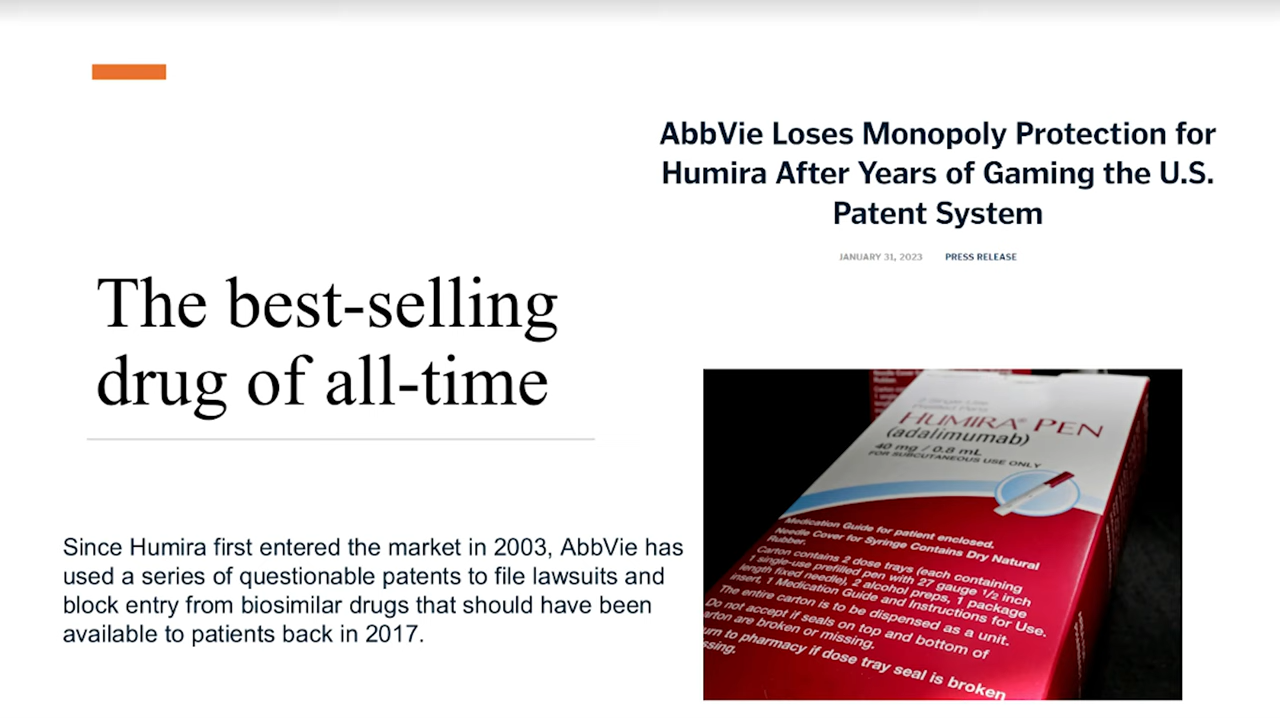 AbbVie Loses Monopoly Protection for
Humira After Years of Gaming the U.S.
Patent System
JANUARY 31, 2023 PRESS RELEASE
The best-selling
drug of all-time
Since Humira first entered the market in 2003, AbbVie has
used a series of questionable patents to file lawsuits and
block entry from biosimilar drugs that should have been
available to patients back in 2017.
HUMIRA® PEN
(adalimumab)
40 mg / 0.8 mL
FOR SUBCUTANEOUS USE ONLY
Medication Guide for patient enclosed.
Needle Cover for Syringe Contains Dry Natural
Rubber.
Carton contains 2 dose trays (each containing
1 single-use prefilled pen with 27 gauge 1/2 inch
length fixed needle), 2 alcohol preps, 1 package
insert, 1 Medication Guide and Instructions for Use.
The entire carton is to be dispensed as a unit.
Do not accept if seals on top and bottom of
arton are broken or missing.
urn to pharmacy if dose tray seal is broken
ssing.